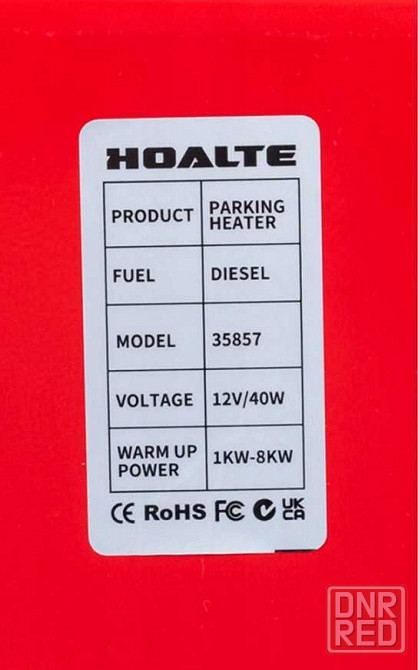 HOALTE
PRODUCT PARKING HEATER
FUEL DIESEL
MODEL 35857
VOLTAGE 12V/40W
WARM UP POWER 1KW-8KW
CE RoHS FC UK CA
DNR
RED